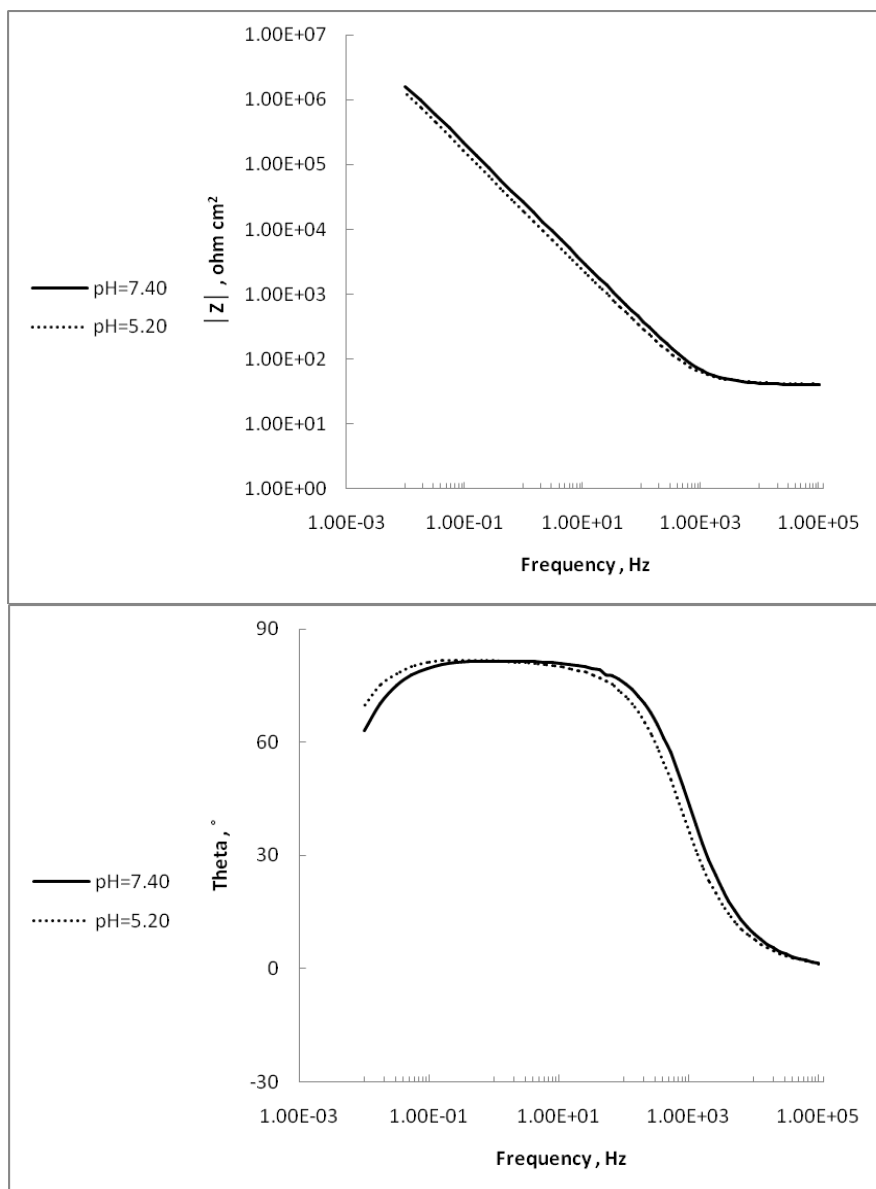 1.00E+07
1.00E+06
1.00E+05
1.00E+04
1.00E+03
1.00E+02
1.00E+01
1.00E+00
|Z| , ohm cm²
pH=7.40
pH=5.20
1.00E-03 1.00E-01 1.00E+01 1.00E+03 1.00E+05
Frequency , Hz
90
60
30
0
-30
Theta , °
pH=7.40
pH=5.20
1.00E-03 1.00E-01 1.00E+01 1.00E+03 1.00E+05
Frequency , Hz